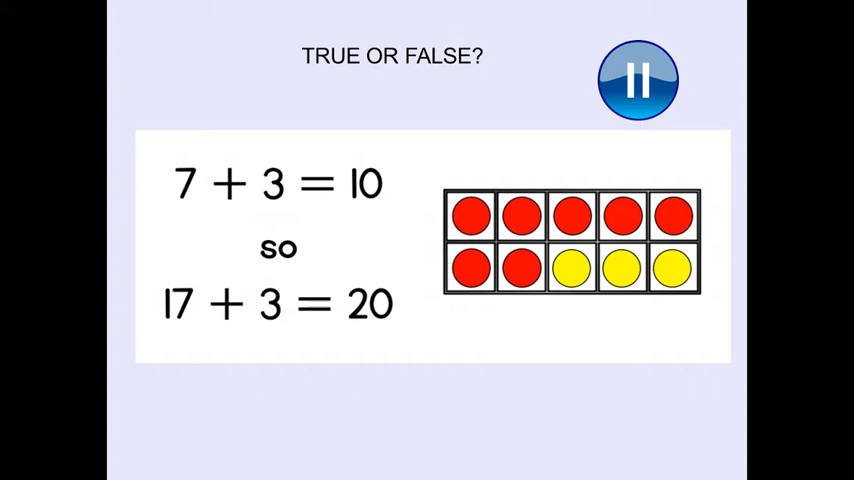 TRUE OR FALSE?
7 + 3 = 10
so
17 + 3 = 20